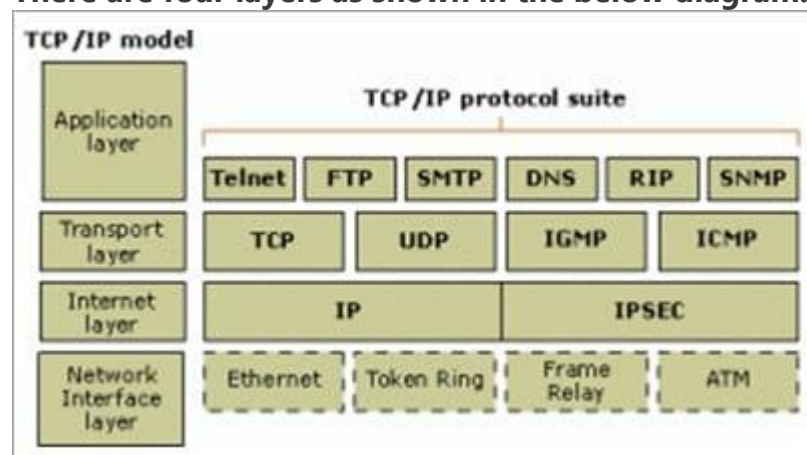 There are four layers as shown in the below diagram.
TCP/IP model
TCP/IP protocol suite
Application
layer
Telnet FTP SMTP DNS RIP SNMP
Transport
layer
TCP UDP IGMP ICMP
Internet
layer
IP IPSEC
Network
Interface
layer
Ethernet Token Ring Frame
Relay ATM